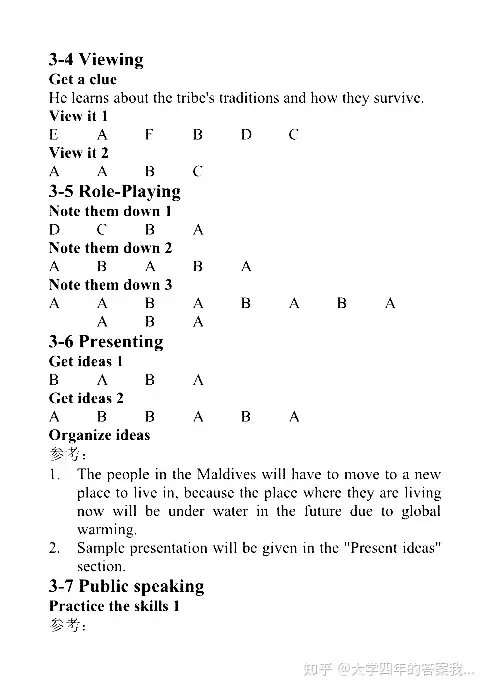 3-4 Viewing
Get a clue
He learns about the tribe's traditions and how they survive.
View it 1
E A F B D C
View it 2
A A B C
3-5 Role-Playing
Note them down 1
D C B A
Note them down 2
A B A B A
Note them down 3
A A B A B A B A
A B A
3-6 Presenting
Get ideas 1
B A B A
Get ideas 2
A B B A B A
Organize ideas
参考:
1. The people in the Maldives will have to move to a new
place to live in, because the place where they are living
now will be under water in the future due to global
warming.
2. Sample presentation will be given in the "Present ideas"
section.
3-7 Public speaking
Practice the skills 1
参考:
知乎 @大学四年的答案我...